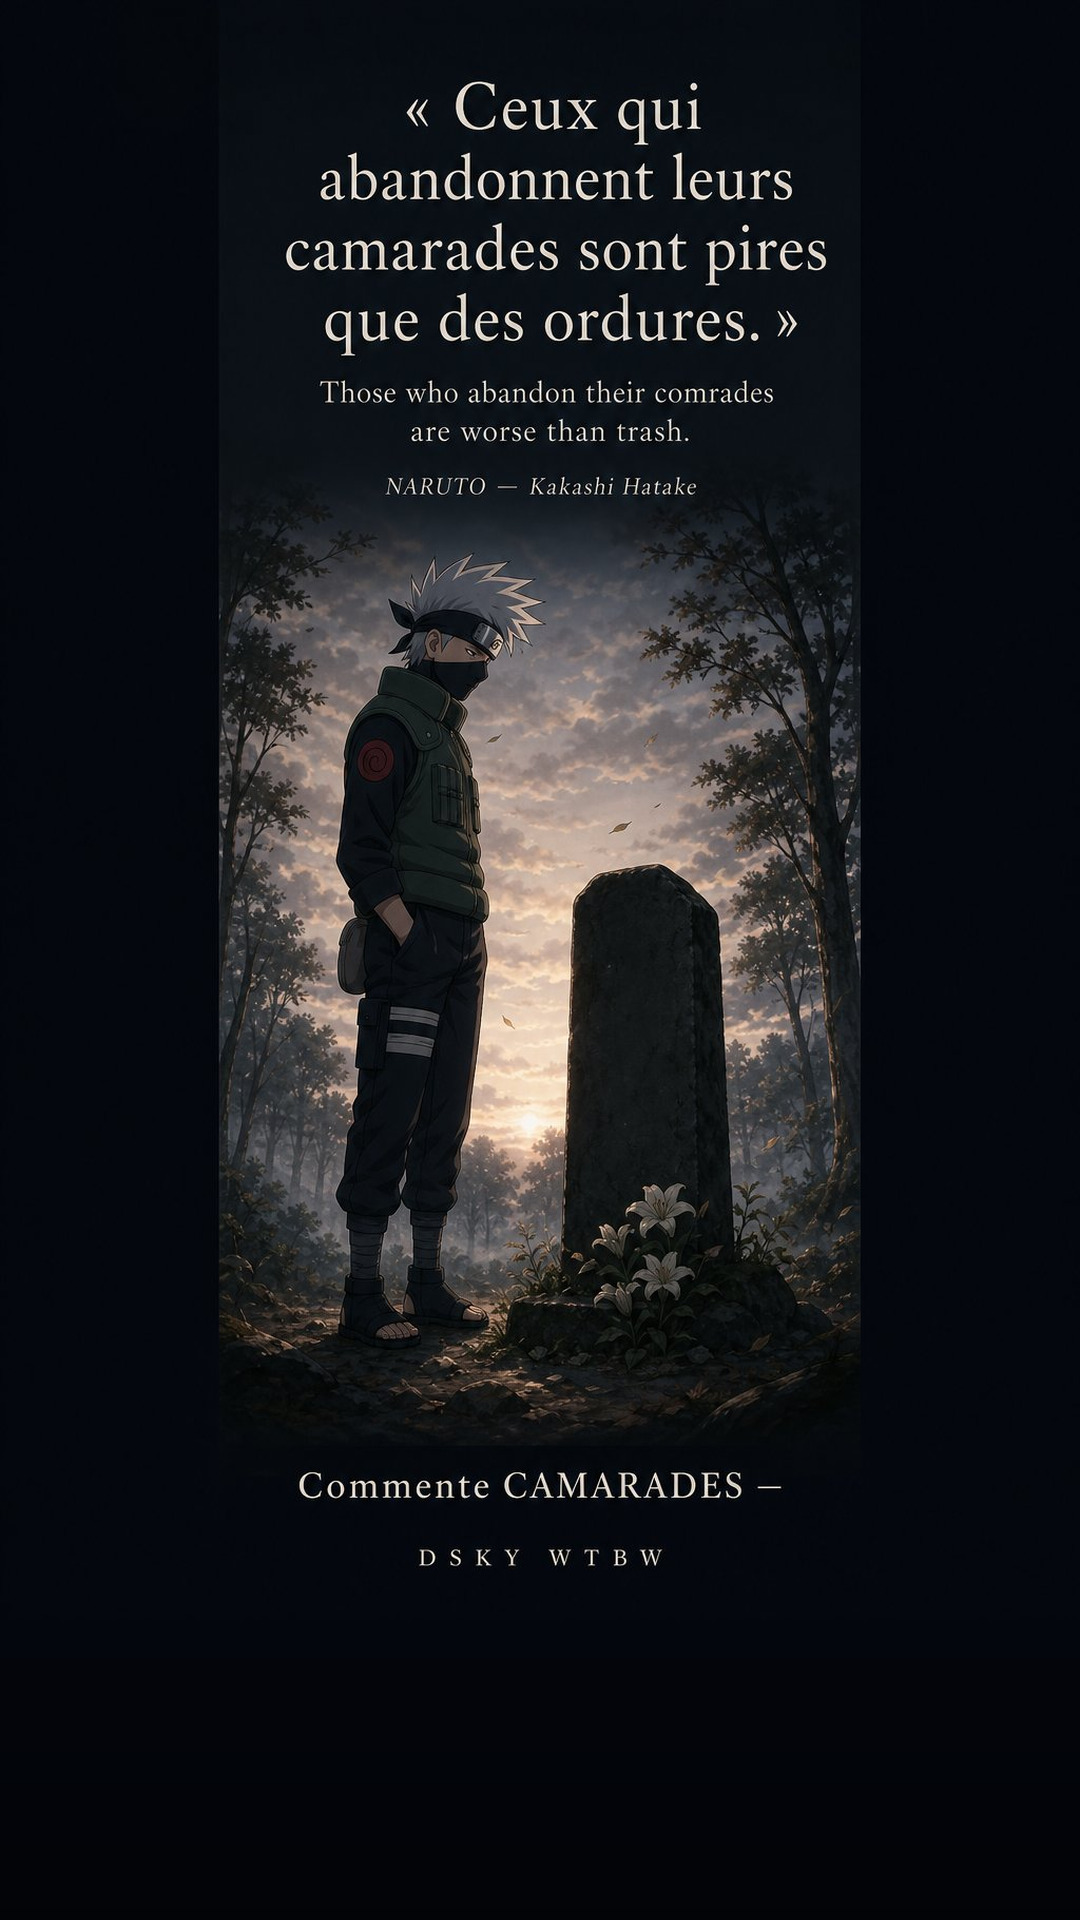 « Ceux qui
abandonnent leurs
camarades sont pires
que des ordures. »
Those who abandon their comrades
are worse than trash.
NARUTO — Kakashi Hatake
Commente CAMARADES —
DSKY WTBW